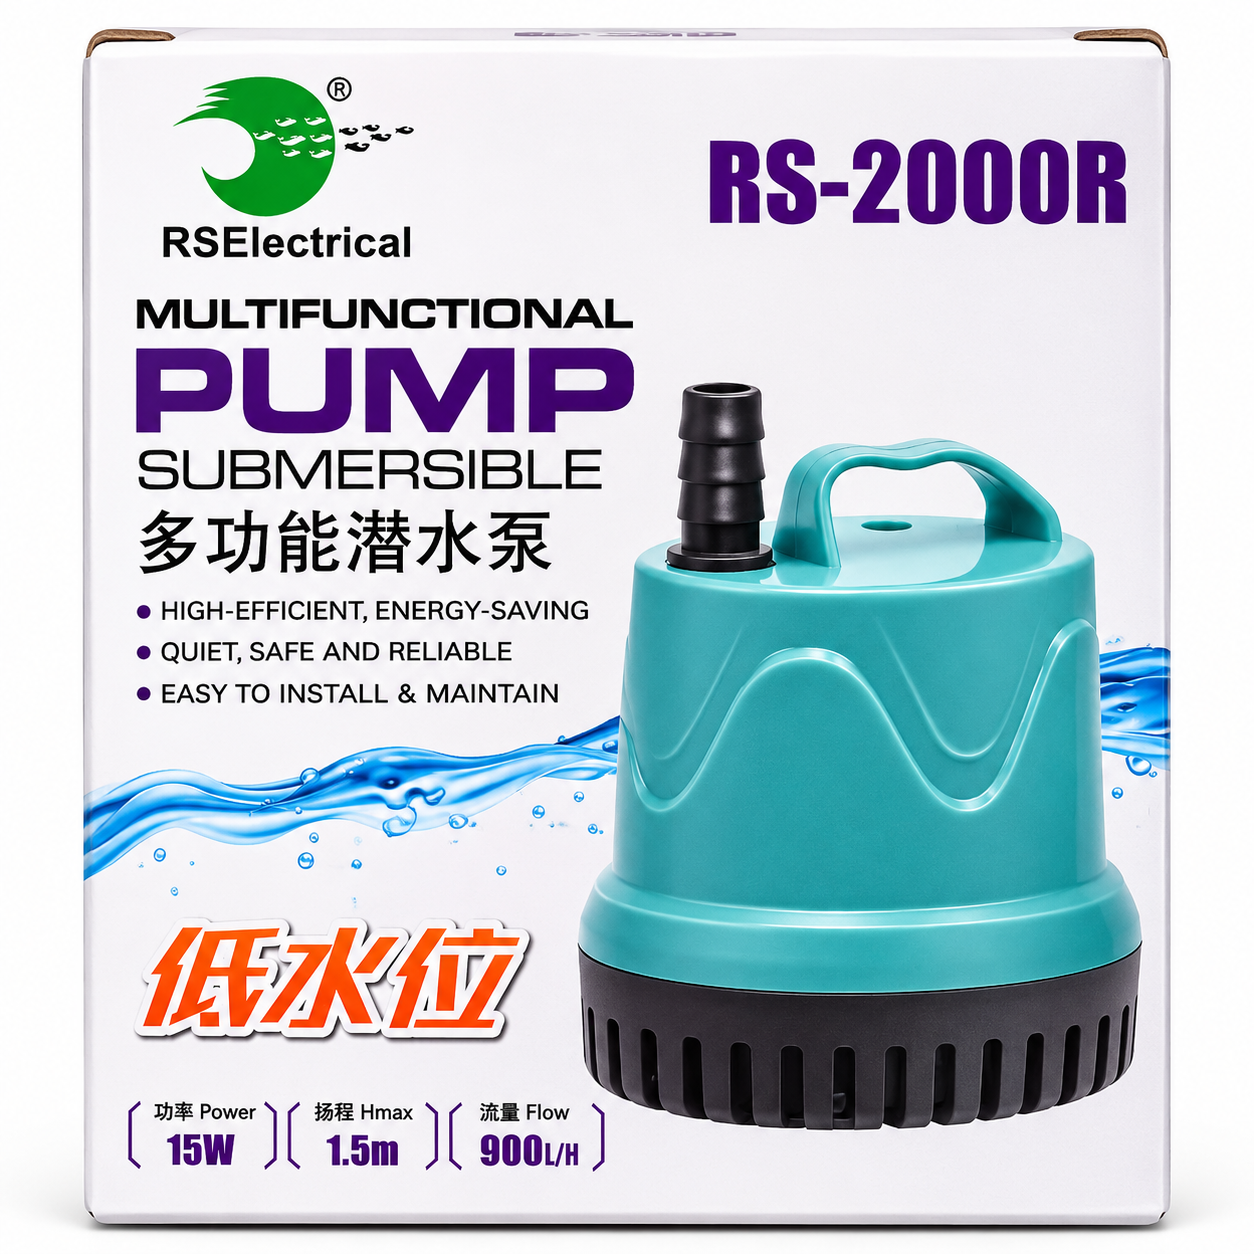 ®
RSElectrical
RS-2000R
MULTIFUNCTIONAL
PUMP
SUBMERSIBLE
多功能潜水泵
• HIGH-EFFICIENT, ENERGY-SAVING
• QUIET, SAFE AND RELIABLE
• EASY TO INSTALL & MAINTAIN
低水位
功率 Power
15W
扬程 Hmax
1.5m
流量 Flow
900L/H